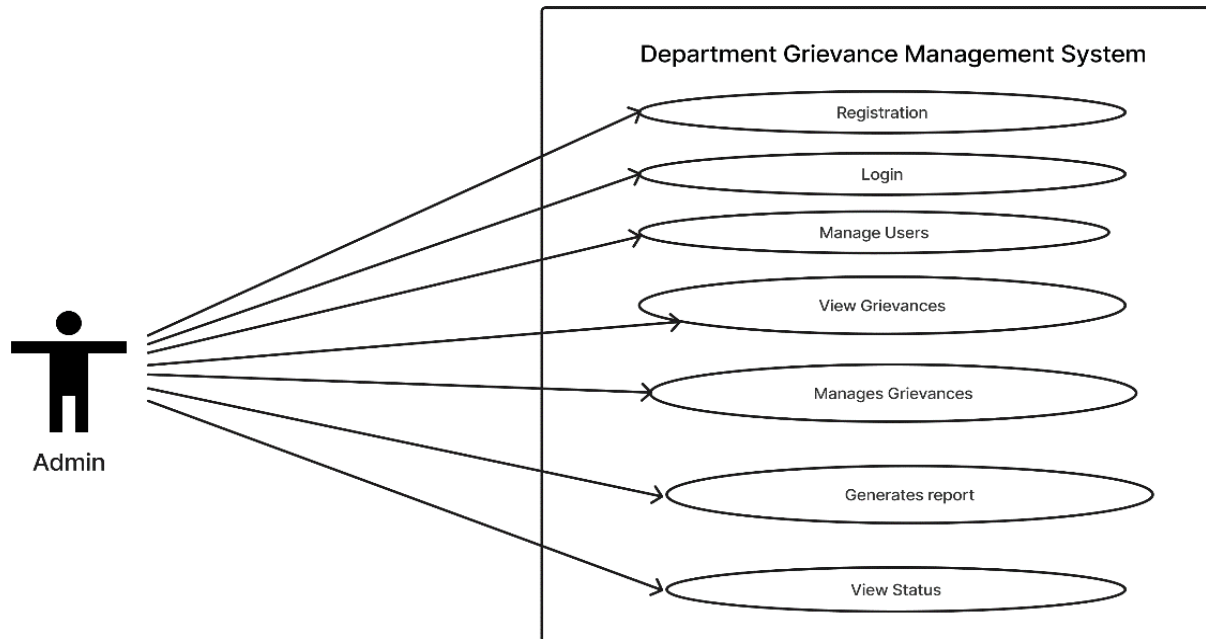 Department Grievance Management System
Registration
Login
Manage Users
View Grievances
Manages Grievances
Generates report
View Status
Admin